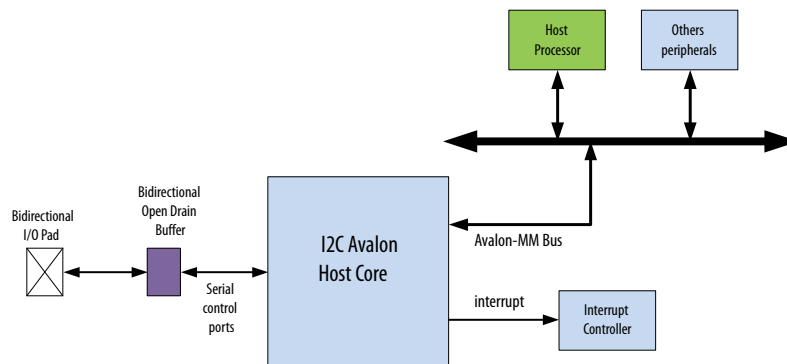 Host
Processor
Others
peripherals
Bidirectional
Open Drain
Buffer
Bidirectional
I/O Pad
I2C Avalon
Host Core
Avalon-MM Bus
Serial
control
ports
interrupt
Interrupt
Controller